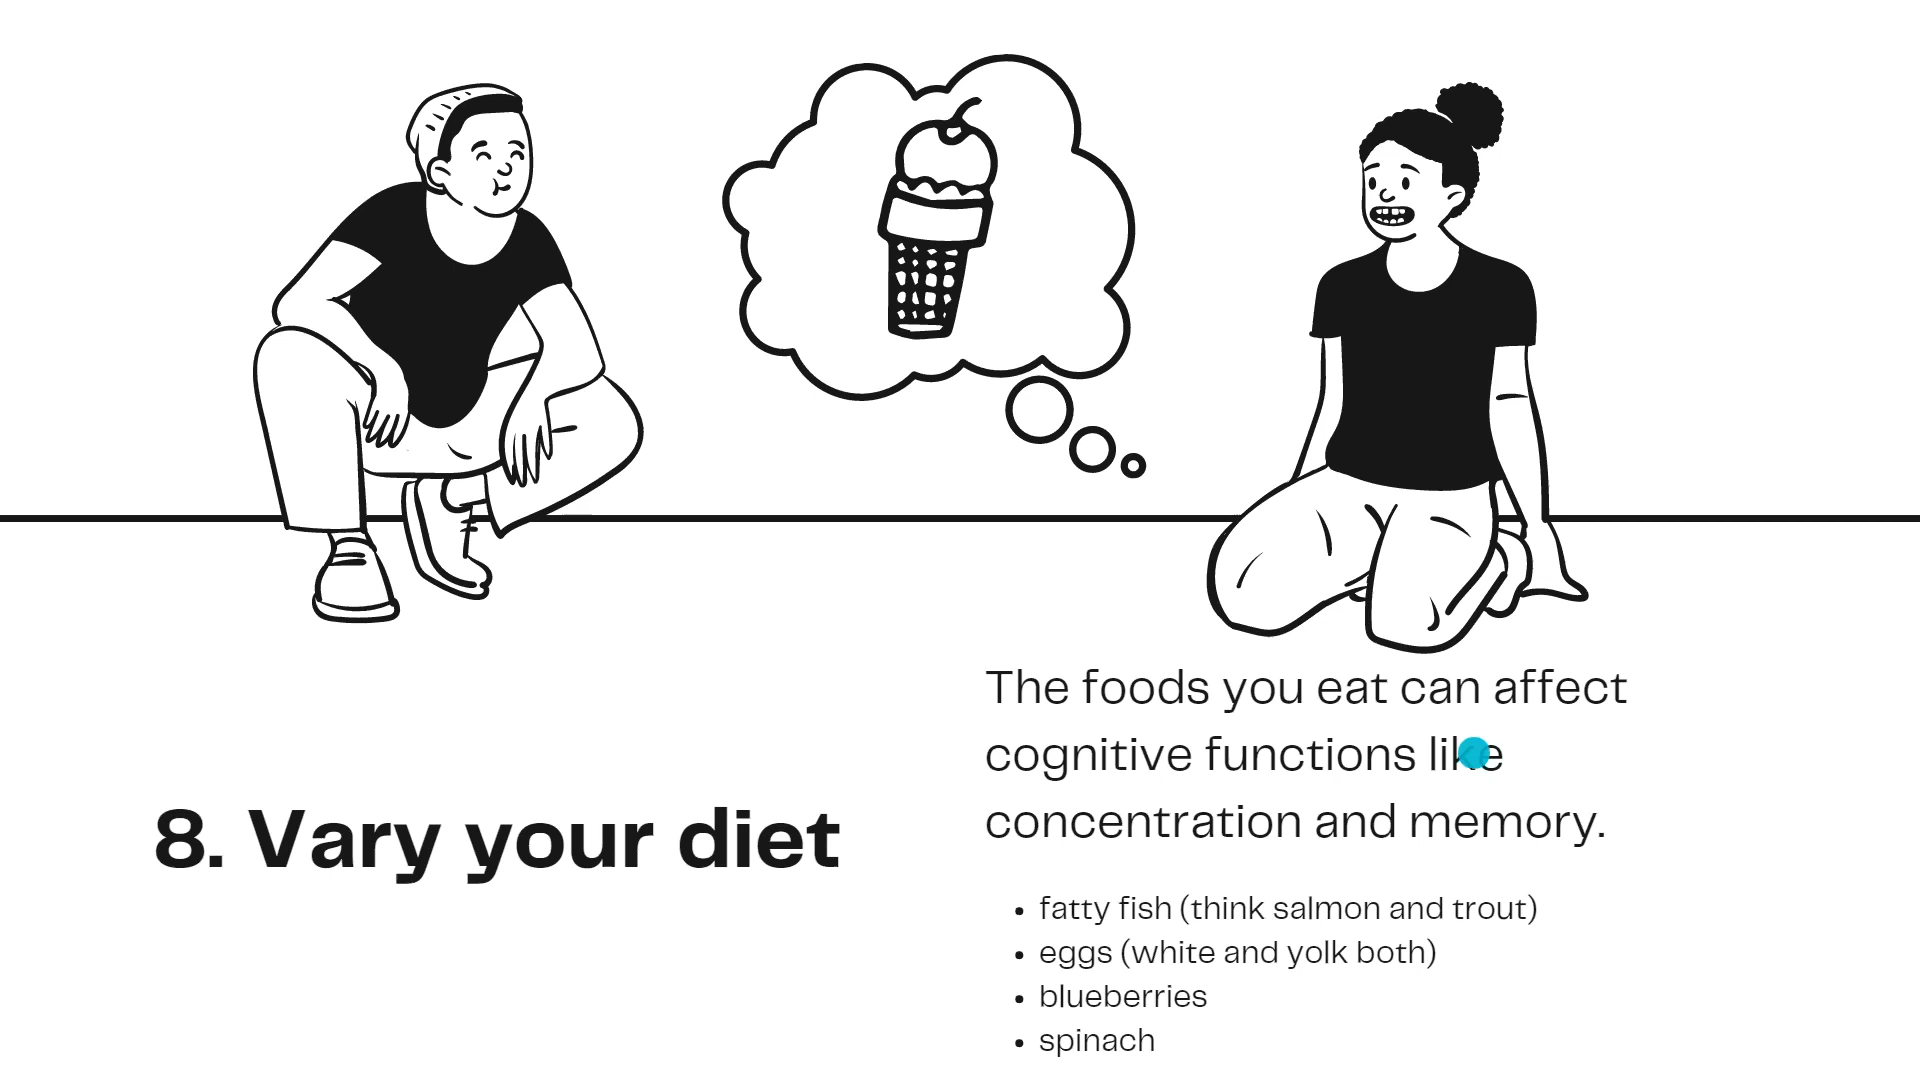 8. Vary your diet
The foods you eat can affect
cognitive functions like
concentration and memory.
• fatty fish (think salmon and trout)
• eggs (white and yolk both)
• blueberries
• spinach